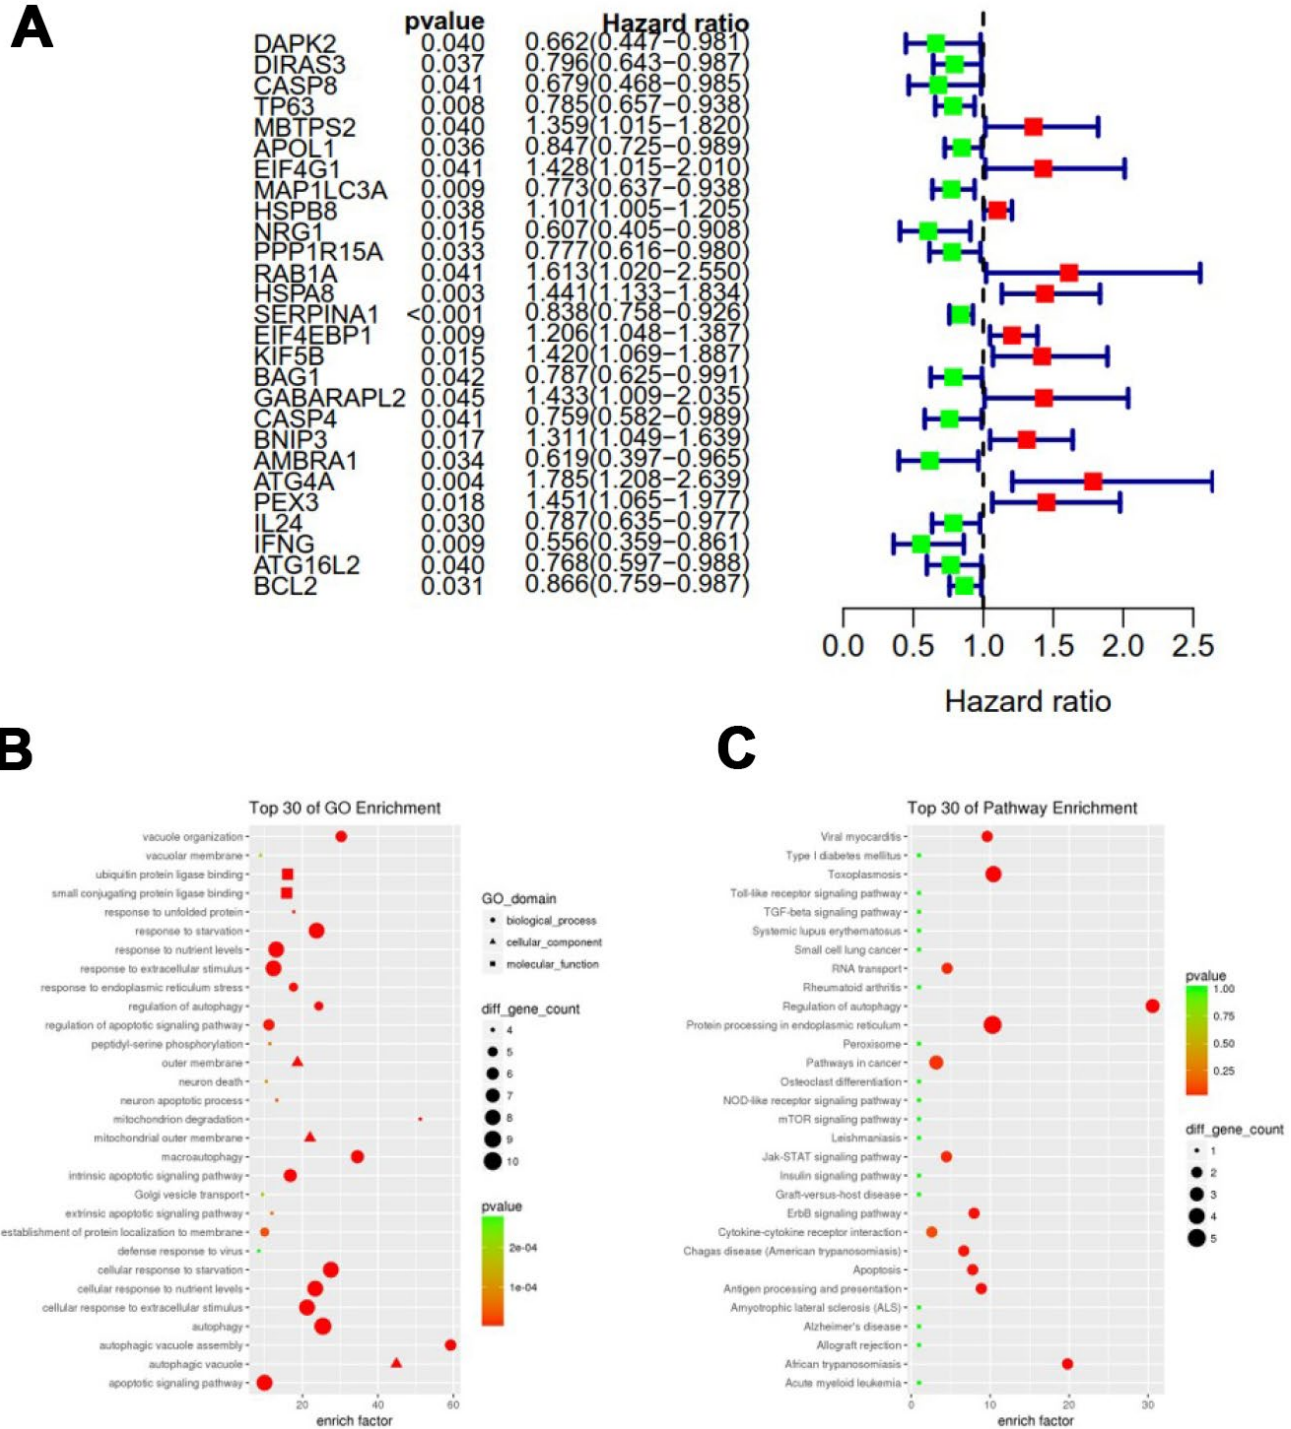 A
pvalue Hazard ratio
DAPK2 0.040 0.662(0.447−0.981)
DIRAS3 0.037 0.796(0.643−0.987)
CASP8 0.041 0.679(0.468−0.985)
TP63 0.008 0.785(0.657−0.938)
MBTPS2 0.040 1.359(1.015−1.820)
APOL1 0.036 0.847(0.725−0.989)
EIF4G1 0.041 1.428(1.015−2.010)
MAP1LC3A 0.009 0.773(0.637−0.938)
HSPB8 0.038 1.101(1.005−1.205)
NRG1 0.015 0.607(0.405−0.908)
PPP1R15A 0.033 0.777(0.616−0.980)
RAB1A 0.041 1.613(1.020−2.550)
HSPA8 0.003 1.441(1.133−1.834)
SERPINA1 <0.001 0.838(0.758−0.926)
EIF4EBP1 0.009 1.206(1.048−1.387)
KIF5B 0.015 1.420(1.069−1.887)
BAG1 0.042 0.787(0.625−0.991)
GABARAPL2 0.045 1.433(1.009−2.035)
CASP4 0.041 0.759(0.582−0.989)
BNIP3 0.017 1.311(1.049−1.639)
AMBRA1 0.034 0.619(0.397−0.965)
ATG4A 0.004 1.785(1.208−2.639)
PEX3 0.018 1.451(1.065−1.977)
IL24 0.030 0.787(0.635−0.977)
IFNG 0.009 0.556(0.359−0.861)
ATG16L2 0.040 0.768(0.597−0.988)
BCL2 0.031 0.866(0.759−0.987)
0.0 0.5 1.0 1.5 2.0 2.5
Hazard ratio
B
Top 30 of GO Enrichment
vacuole organization
vacuolar membrane
ubiquitin protein ligase binding
small conjugating protein ligase binding
response to unfolded protein
response to starvation
response to nutrient levels
response to extracellular stimulus
response to endoplasmic reticulum stress
regulation of autophagy
regulation of apoptotic signaling pathway
peptidyl-serine phosphorylation
outer membrane
neuron death
neuron apoptotic process
mitochondrion degradation
mitochondrial outer membrane
macroautophagy
intrinsic apoptotic signaling pathway
Golgi vesicle transport
extrinsic apoptotic signaling pathway
establishment of protein localization to membrane
defense response to virus
cellular response to starvation
cellular response to nutrient levels
cellular response to extracellular stimulus
autophagy
autophagic vacuole assembly
autophagic vacuole
apoptotic signaling pathway
20 40 60
enrich factor
GO_domain
biological_process
cellular_component
molecular_function
diff_gene_count
4
5
6
7
8
9
10
pvalue
2e-04
1e-04
C
Top 30 of Pathway Enrichment
Viral myocarditis
Type I diabetes mellitus
Toxoplasmosis
Toll-like receptor signaling pathway
TGF-beta signaling pathway
Systemic lupus erythematosus
Small cell lung cancer
RNA transport
Rheumatoid arthritis
Regulation of autophagy
Protein processing in endoplasmic reticulum
Peroxisome
Pathways in cancer
Osteoclast differentiation
NOD-like receptor signaling pathway
mTOR signaling pathway
Leishmaniasis
Jak-STAT signaling pathway
Insulin signaling pathway
Graft-versus-host disease
ErbB signaling pathway
Cytokine-cytokine receptor interaction
Chagas disease (American trypanosomiasis)
Apoptosis
Antigen processing and presentation
Amyotrophic lateral sclerosis (ALS)
Alzheimer's disease
Allograft rejection
African trypanosomiasis
Acute myeloid leukemia
0 10 20 30
enrich factor
pvalue
1.00
0.75
0.50
0.25
diff_gene_count
1
2
3
4
5